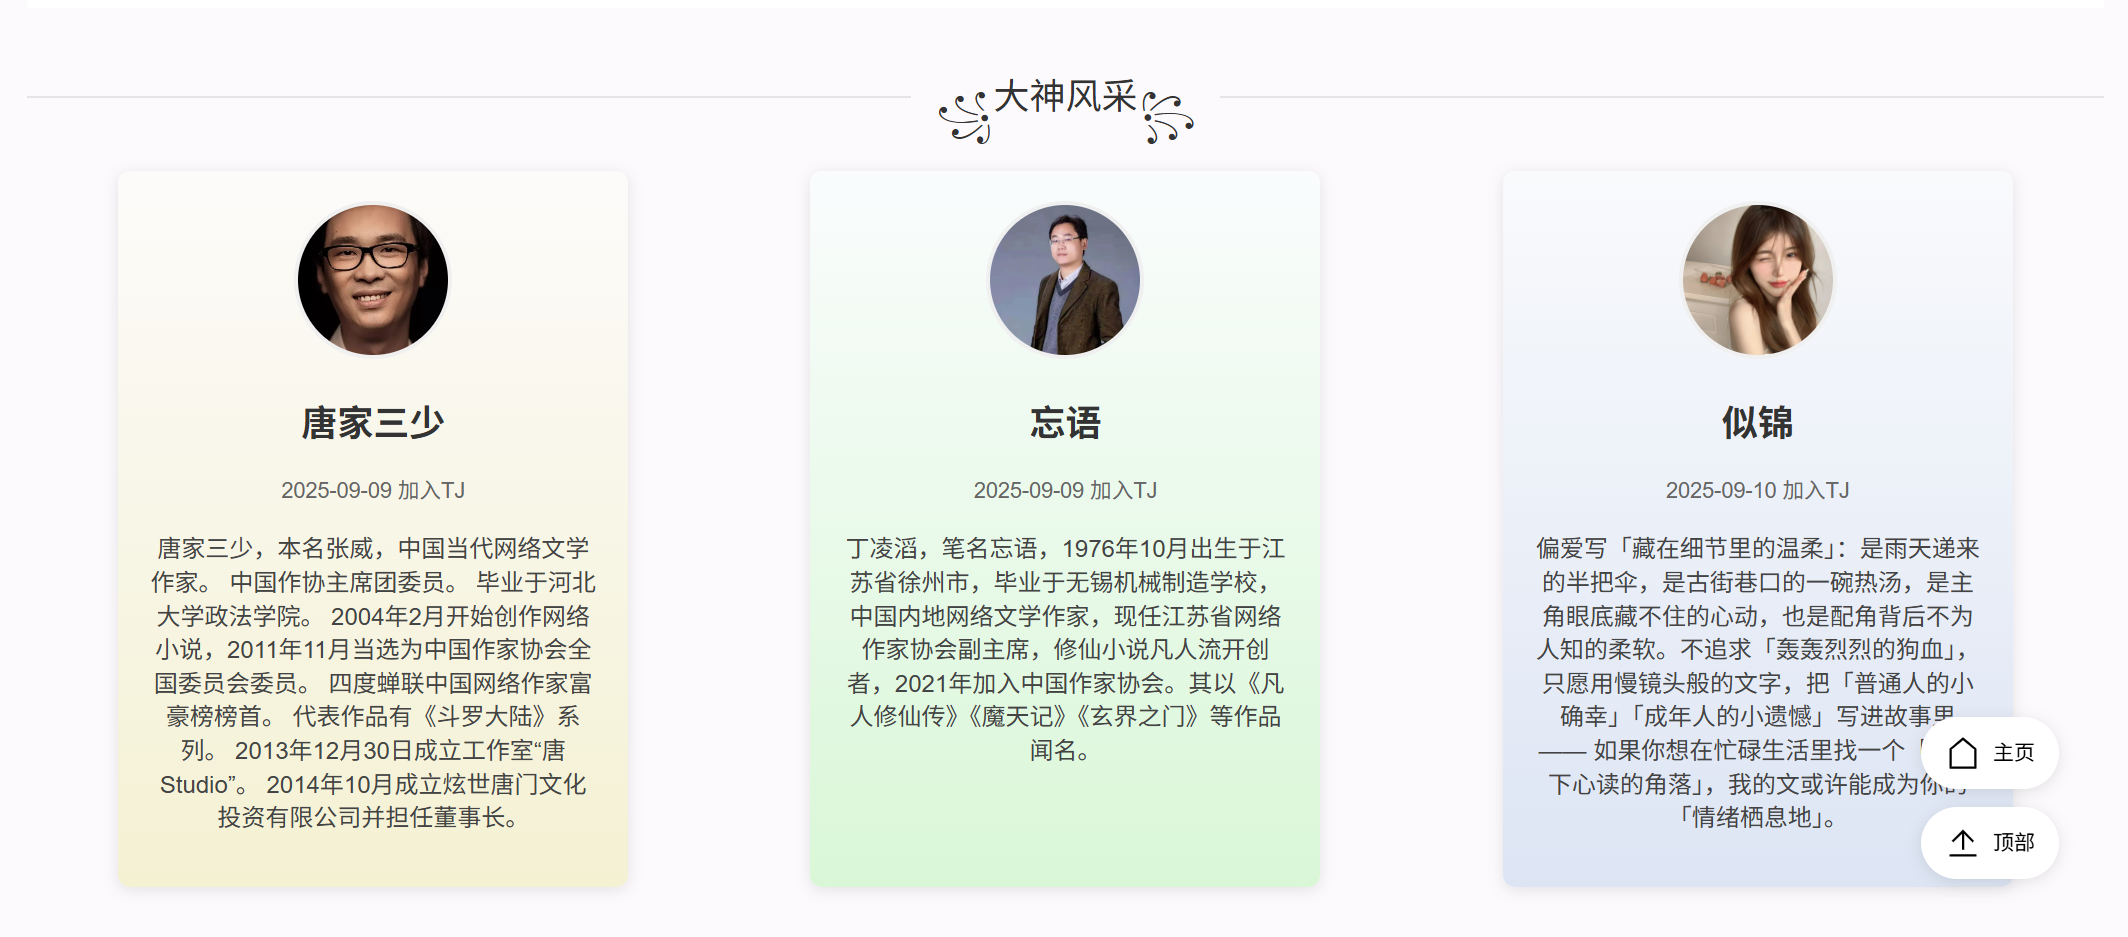 大神风采
唐家三少
2025-09-09 加入TJ
唐家三少，本名张威，中国当代网络文学
作家。 中国作协主席团委员。 毕业于河北
大学政法学院。 2004年2月开始创作网络
小说，2011年11月当选为中国作家协会全
国委员会委员。 四度蝉联中国网络作家富
豪榜榜首。 代表作品有《斗罗大陆》系
列。 2013年12月30日成立工作室“唐
Studio”。 2014年10月成立炫世唐门文化
投资有限公司并担任董事长。
忘语
2025-09-09 加入TJ
丁凌滔，笔名忘语，1976年10月出生于江
苏省徐州市，毕业于无锡机械制造学校，
中国内地网络文学作家，现任江苏省网络
作家协会副主席，修仙小说凡人流开创
者，2021年加入中国作家协会。其以《凡
人修仙传》《魔天记》《玄界之门》等作品
闻名。
似锦
2025-09-10 加入TJ
偏爱写「藏在细节里的温柔」：是雨天递来
的半把伞，是古街巷口的一碗热汤，是主
角眼底藏不住的心动，也是配角背后不为
人知的柔软。不追求「轰轰烈烈的狗血」，
只愿用慢镜头般的文字，把「普通人的小
确幸」「成年人的小遗憾」写进故事里
—— 如果你想在忙碌生活里找一个「
下心读的角落」，我的文或许能成为你的
「情绪栖息地」。
主页
顶部